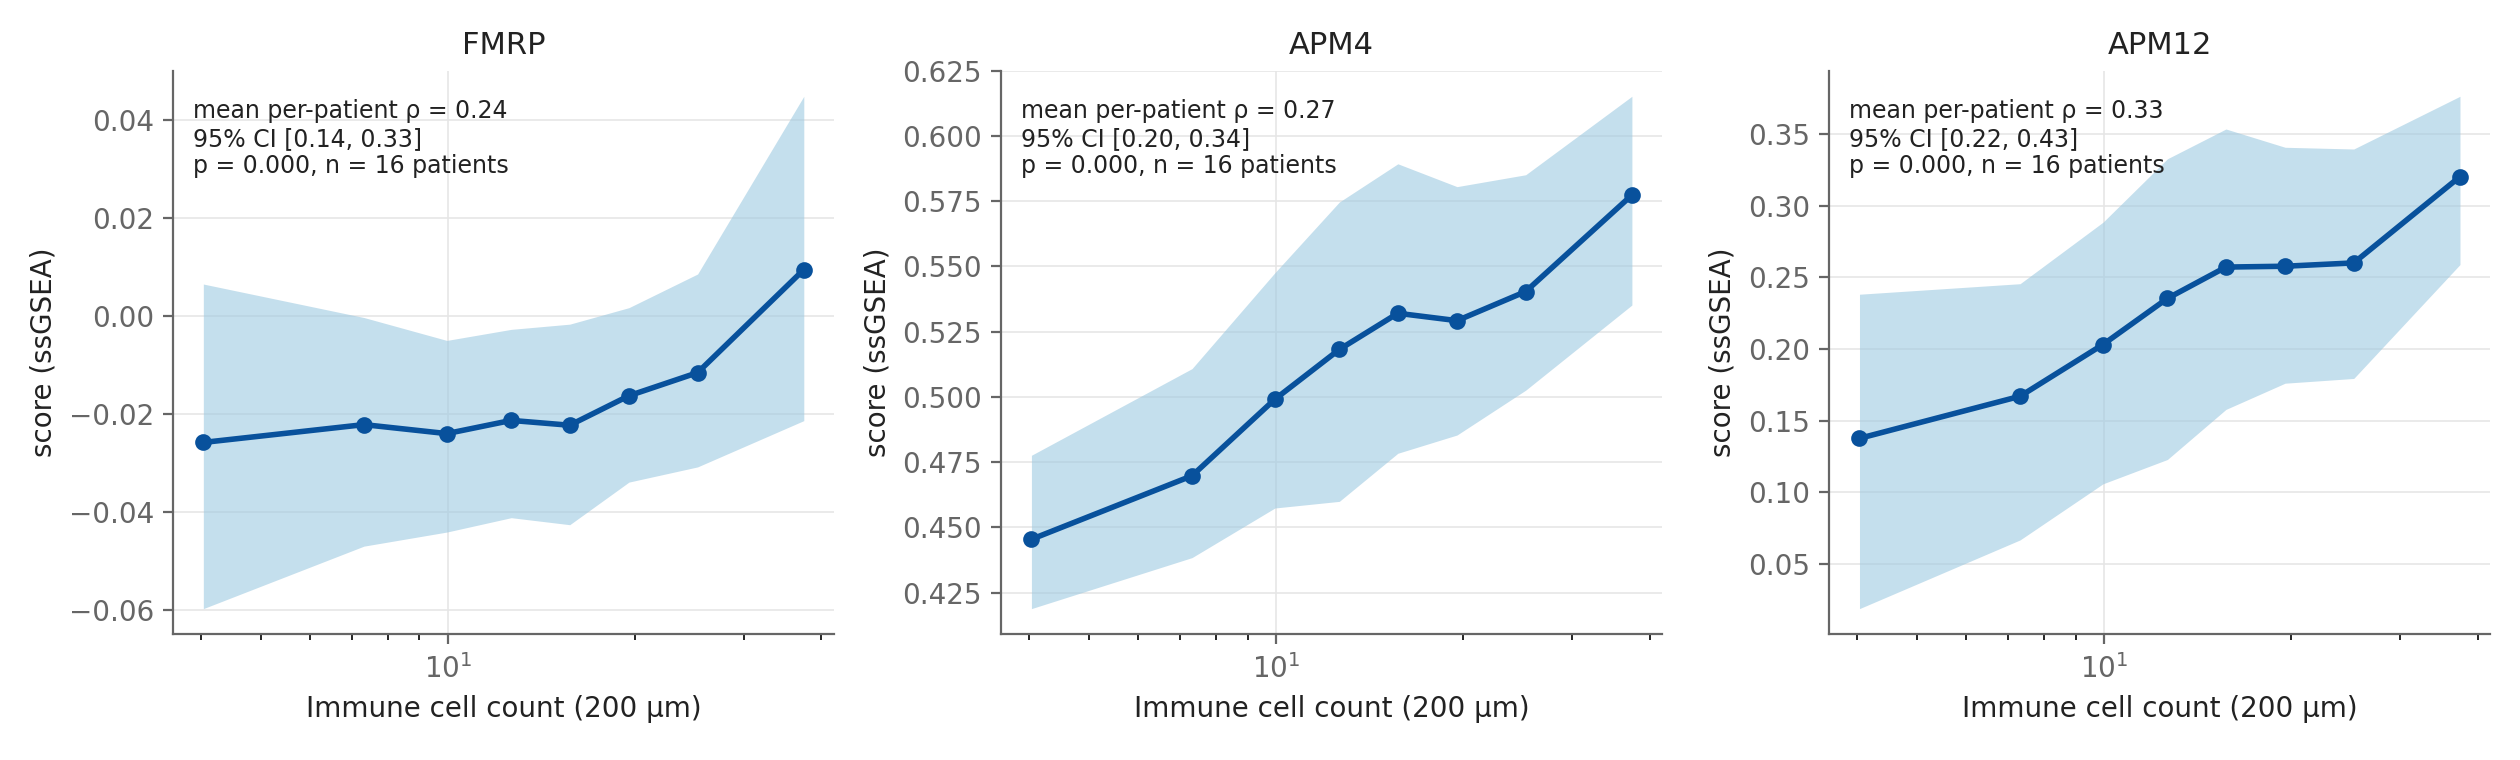 FMRP
mean per-patient ρ = 0.24
95% CI [0.14, 0.33]
p = 0.000, n = 16 patients
0.04
0.02
0.00
−0.02
−0.04
−0.06
score (ssGSEA)
10¹
Immune cell count (200 µm)
APM4
mean per-patient ρ = 0.27
95% CI [0.20, 0.34]
p = 0.000, n = 16 patients
0.625
0.600
0.575
0.550
0.525
0.500
0.475
0.450
0.425
score (ssGSEA)
10¹
Immune cell count (200 µm)
APM12
mean per-patient ρ = 0.33
95% CI [0.22, 0.43]
p = 0.000, n = 16 patients
0.35
0.30
0.25
0.20
0.15
0.10
0.05
score (ssGSEA)
10¹
Immune cell count (200 µm)